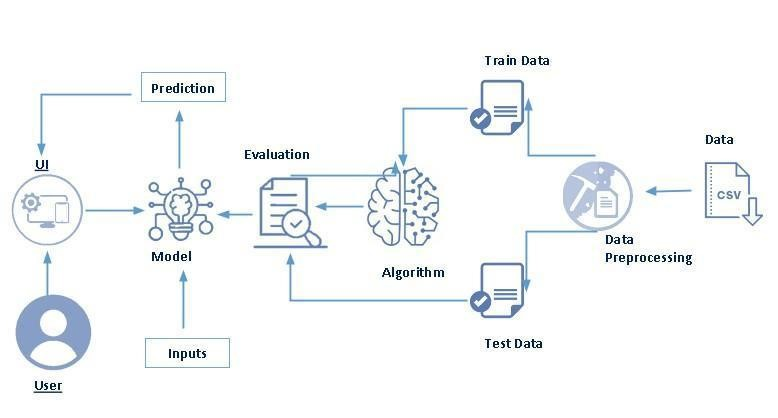 Train Data
Prediction
Data
UI
Evaluation
CSV
Model
Algorithm
Data
Preprocessing
Inputs
Test Data
User